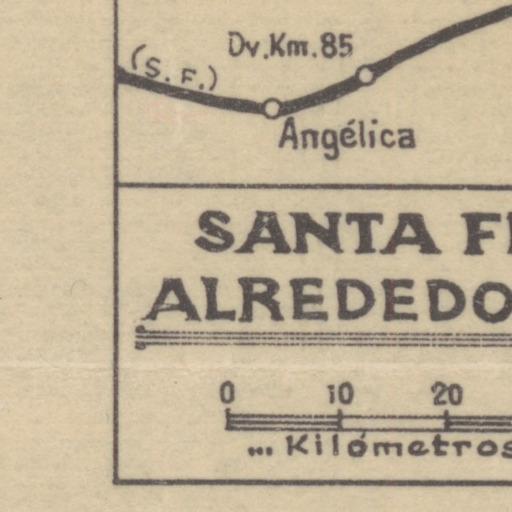 Dv.Km.85
(S. F.)
Angélica
SANTA F
ALREDEDO
0 10 20
... Kilómetros